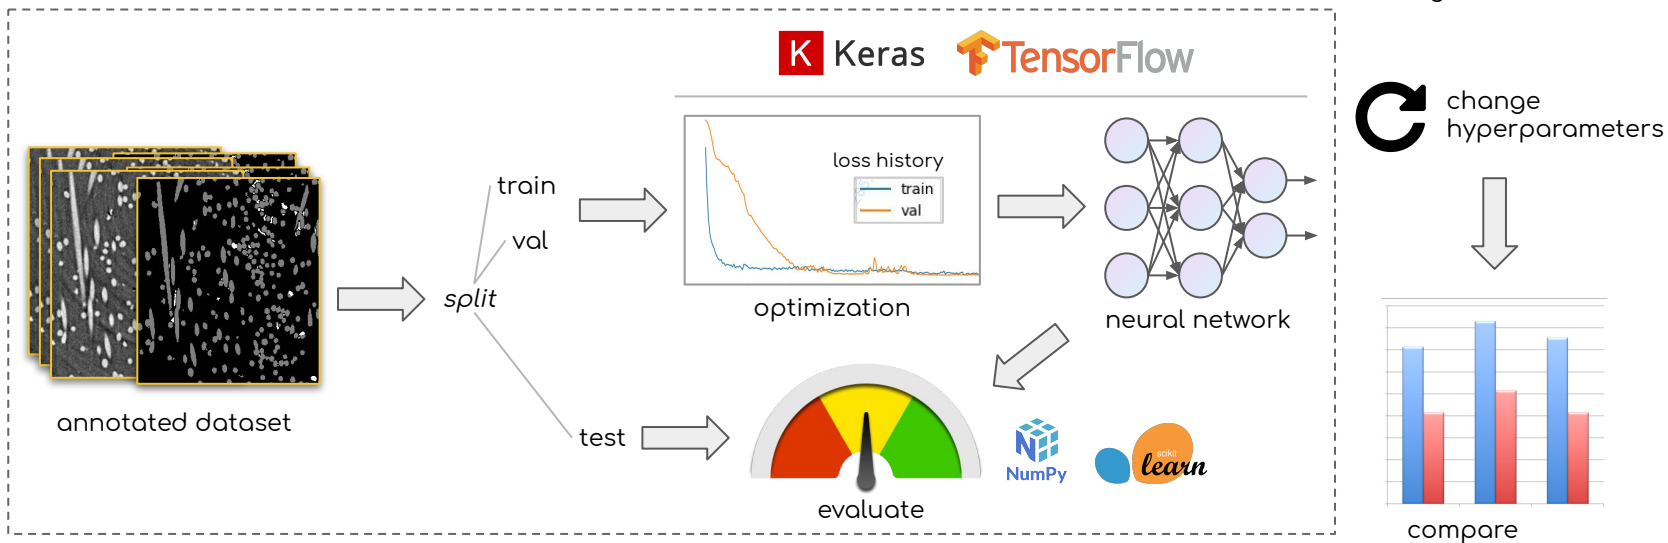 K Keras TensorFlow
change
hyperparameters
loss history
train
val
train
val
split
optimization
neural network
annotated dataset
test
NumPy
scikit
learn
evaluate
compare